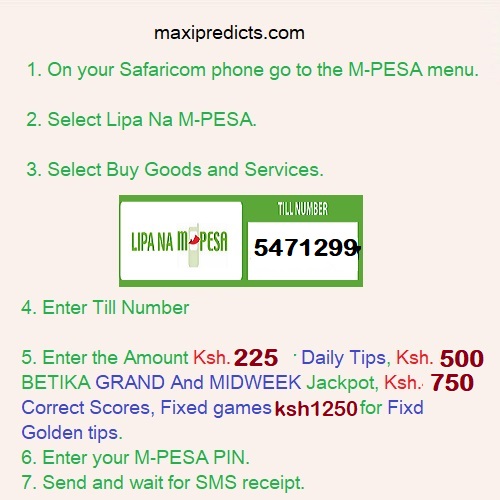 maxipredicts.com
1. On your Safaricom phone go to the M-PESA menu.
2. Select Lipa Na M-PESA.
3. Select Buy Goods and Services.
LIPA NA M-PESA
TILL NUMBER
5471299
4. Enter Till Number
5. Enter the Amount Ksh. 225 Daily Tips, Ksh. 500
BETIKA GRAND And MIDWEEK Jackpot, Ksh. 750
Correct Scores, Fixed games ksh1250 for Fixd
Golden tips.
6. Enter your M-PESA PIN.
7. Send and wait for SMS receipt.